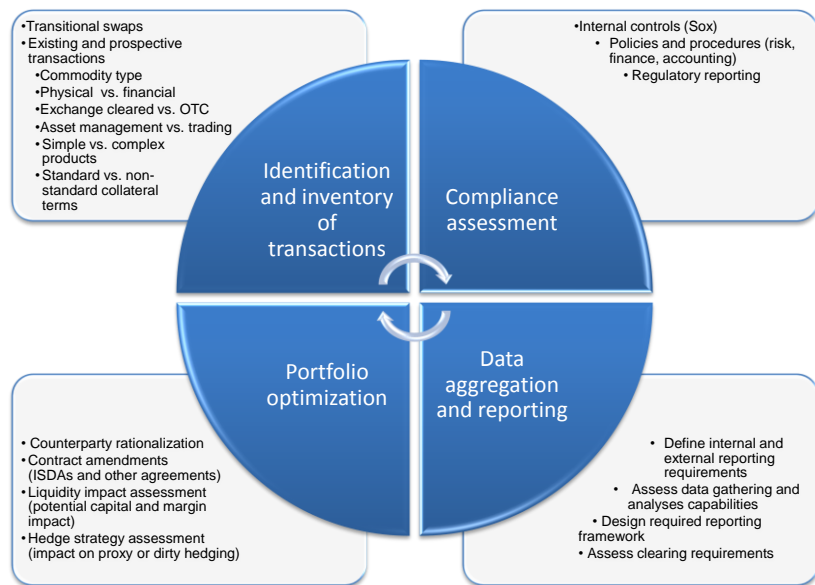 •Transitional swaps
•Existing and prospective
transactions
•Commodity type
•Physical vs. financial
•Exchange cleared vs. OTC
•Asset management vs. trading
•Simple vs. complex
products
•Standard vs. non-
standard collateral
terms
•Internal controls (Sox)
• Policies and procedures (risk,
finance, accounting)
• Regulatory reporting
Identification
and inventory
of
transactions
Compliance
assessment
Portfolio
optimization
Data
aggregation
and reporting
• Counterparty rationalization
• Contract amendments
(ISDAs and other agreements)
• Liquidity impact assessment
(potential capital and margin
impact)
• Hedge strategy assessment
(impact on proxy or dirty hedging)
• Define internal and
external reporting
requirements
• Assess data gathering and
analyses capabilities
• Design required reporting
framework
• Assess clearing requirements